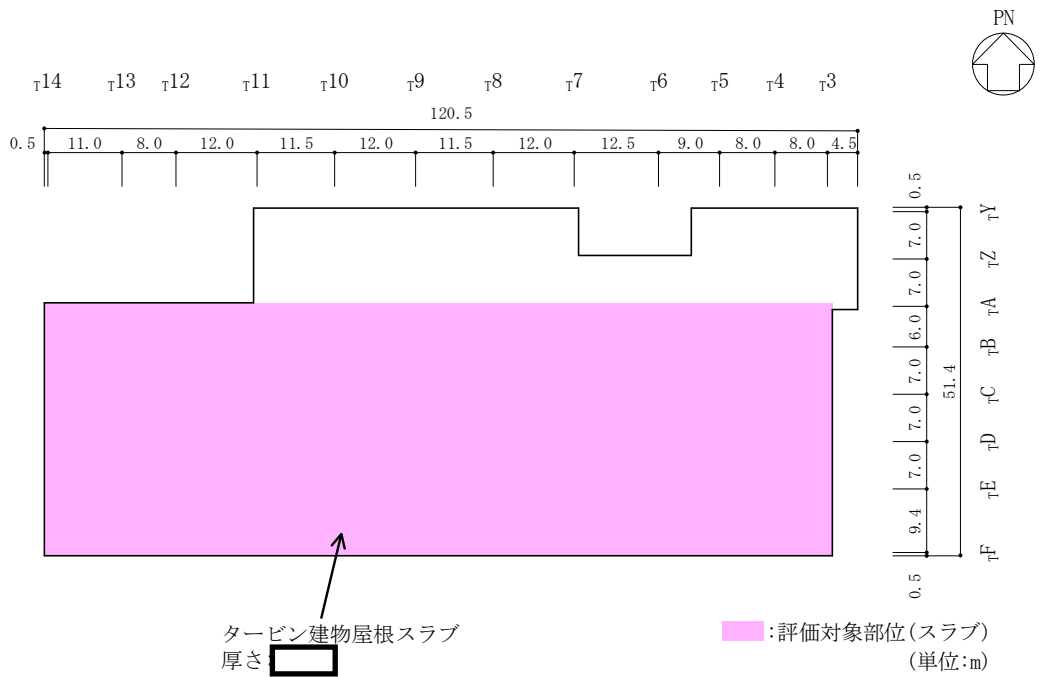 PN
T14 T13 T12 T11 T10 T9 T8 T7 T6 T5 T4 T3
120.5
0.5 11.0 8.0 12.0 11.5 12.0 11.5 12.0 12.5 9.0 8.0 8.0 4.5
0.5 7.0 7.0 6.0 7.0 7.0 7.0 9.4 0.5
51.4
TY TZ TA TB TC TD TE TF
タービン建物屋根スラブ
厚さ:
:評価対象部位(スラブ)
(単位:m)